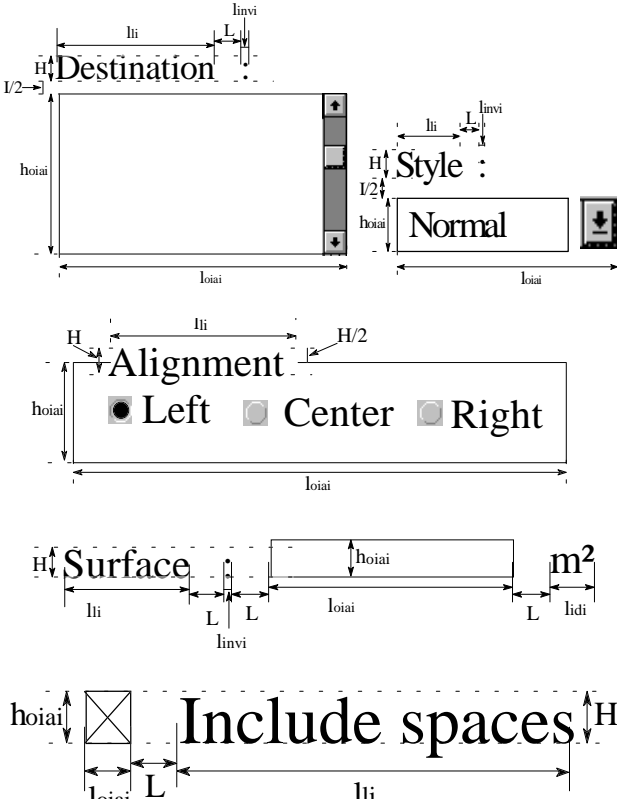 linvi
lli L
H Destination :
I/2
hoiai
loiai
linvi
lli L
H Style :
I/2
hoiai Normal
loiai
lli
H H/2
Alignment
hoiai Left Center Right
loiai
H Surface : hoiai m²
lli L L loiai L lidi
linvi
hoiai Include spaces H
loiai L lli